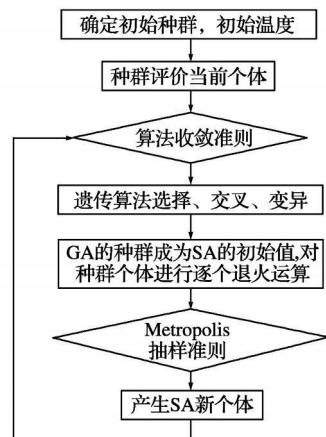 确定初始种群，初始温度
种群评价当前个体
算法收敛准则
遗传算法选择、交叉、变异
GA的种群成为SA的初始值,对
种群个体进行逐个退火运算
Metropolis
抽样准则
产生SA新个体